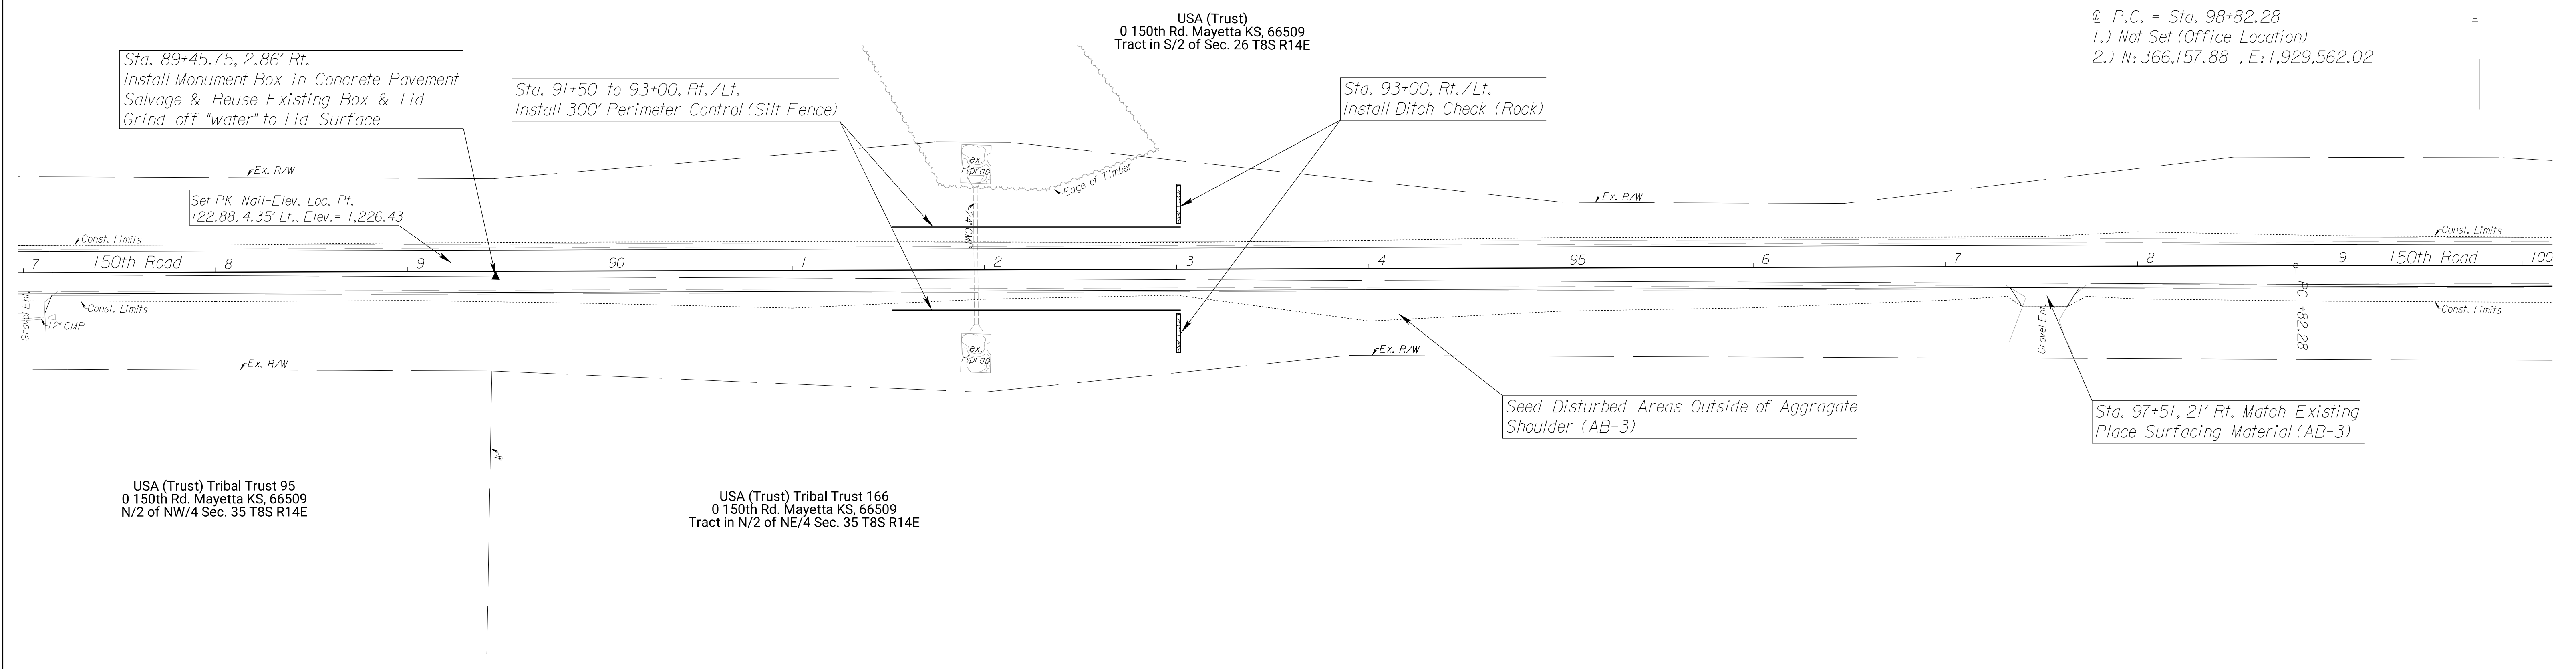 USA (Trust)
0 150th Rd. Mayetta KS, 66509
Tract in S/2 of Sec. 26 T8S R14E
℄ P.C. = Sta. 98+82.28
1.) Not Set (Office Location)
2.) N: 366,157.88 , E: 1,929,562.02
Sta. 89+45.75, 2.86' Rt.
Install Monument Box in Concrete Pavement
Salvage & Reuse Existing Box & Lid
Grind off "water" to Lid Surface
Sta. 91+50 to 93+00, Rt./Lt.
Install 300' Perimeter Control (Silt Fence)
Sta. 93+00, Rt./Lt.
Install Ditch Check (Rock)
Ex. R/W
ex.
riprap
Edge of Timber
Ex. R/W
Set PK Nail-Elev. Loc. Pt.
+22.88, 4.35' Lt., Elev.= 1,226.43
24" CMP
Const. Limits
Const. Limits
7
150th Road
8
9
90
1
2
3
4
95
6
7
8
9
150th Road
100
Gravel Ent.
12" CMP
Const. Limits
Gravel Ent.
PC +82.28
Const. Limits
ex.
riprap
Ex. R/W
Ex. R/W
Seed Disturbed Areas Outside of Aggragate
Shoulder (AB-3)
Sta. 97+51, 21' Rt. Match Existing
Place Surfacing Material (AB-3)
USA (Trust) Tribal Trust 95
0 150th Rd. Mayetta KS, 66509
N/2 of NW/4 Sec. 35 T8S R14E
USA (Trust) Tribal Trust 166
0 150th Rd. Mayetta KS, 66509
Tract in N/2 of NE/4 Sec. 35 T8S R14E